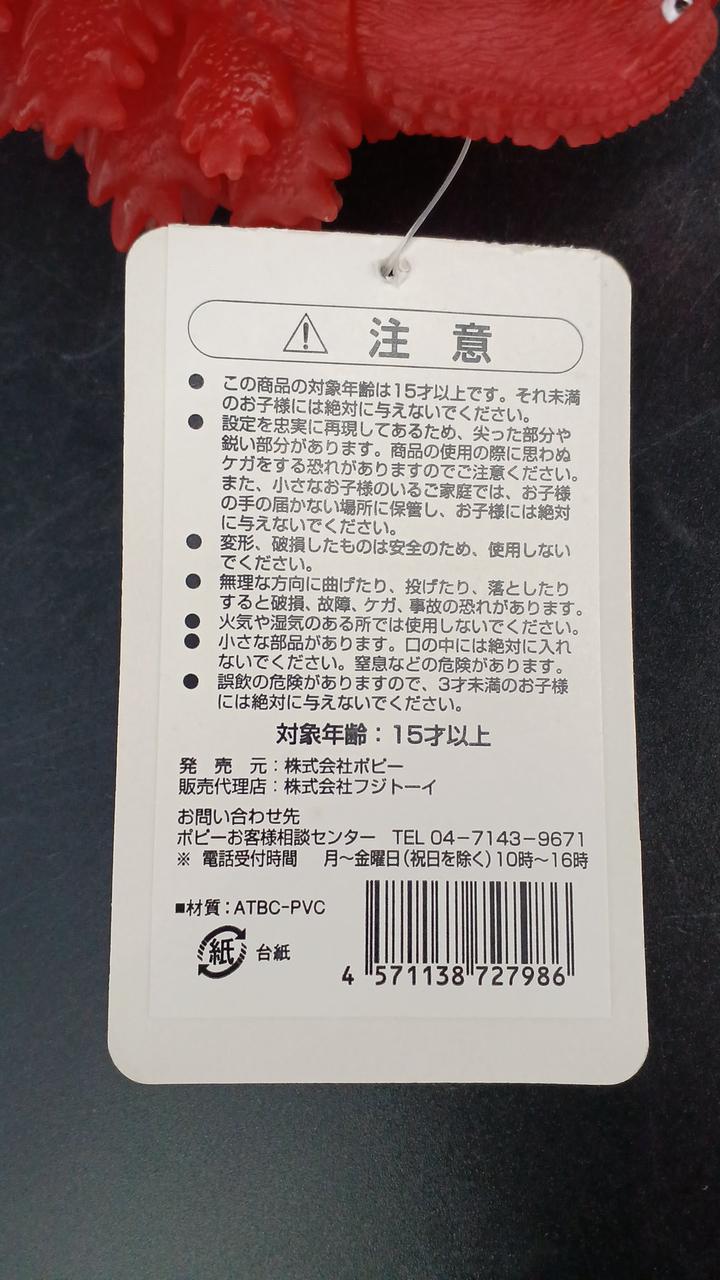 注意
● この商品の対象年齢は15才以上です。それ未満
のお子様には絶対に与えないでください。
● 設定を忠実に再現してあるため、尖った部分や
鋭い部分があります。商品の使用の際に思わぬ
ケガをする恐れがありますのでご注意ください。
また、小さなお子様のいるご家庭では、お子様
の手の届かない場所に保管し、お子様には絶対
に与えないでください。
● 変形、破損したものは安全のため、使用しない
でください。
● 無理な方向に曲げたり、投げたり、落としたり
すると破損、故障、ケガ、事故の恐れがあります。
● 火気や湿気のある所では使用しないでください。
● 小さな部品があります。口の中には絶対に入れ
ないでください。窒息などの危険があります。
● 誤飲の危険がありますので、3才未満のお子様
には絶対に与えないでください。
対象年齢：15才以上
発売元：株式会社ポピー
販売代理店：株式会社フジトーイ
お問い合わせ先
ポピーお客様相談センター TEL 04-7143-9671
※ 電話受付時間 月～金曜日(祝日を除く)10時～16時
■材質：ATBC-PVC
紙 台紙
4 571138 727986